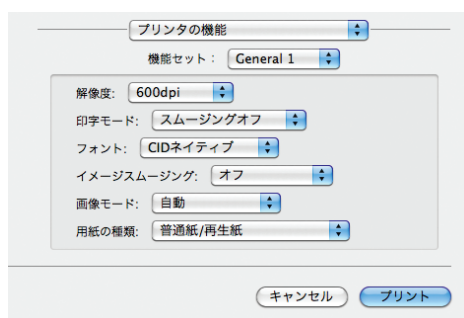 プリンタの機能
機能セット： General 1
解像度: 600dpi
印字モード: スムージングオフ
フォント: CIDネイティブ
イメージスムージング: オフ
画像モード: 自動
用紙の種類: 普通紙/再生紙
キャンセル プリント